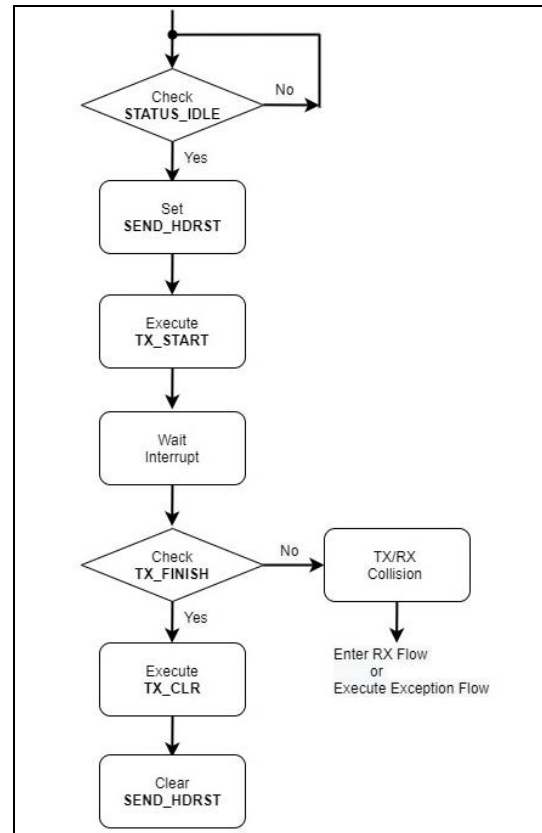 Check
STATUS_IDLE
No
Yes
Set
SEND_HDRST
Execute
TX_START
Wait
Interrupt
Check
TX_FINISH
No
TX/RX
Collision
Yes
Enter RX Flow
or
Execute Exception Flow
Execute
TX_CLR
Clear
SEND_HDRST